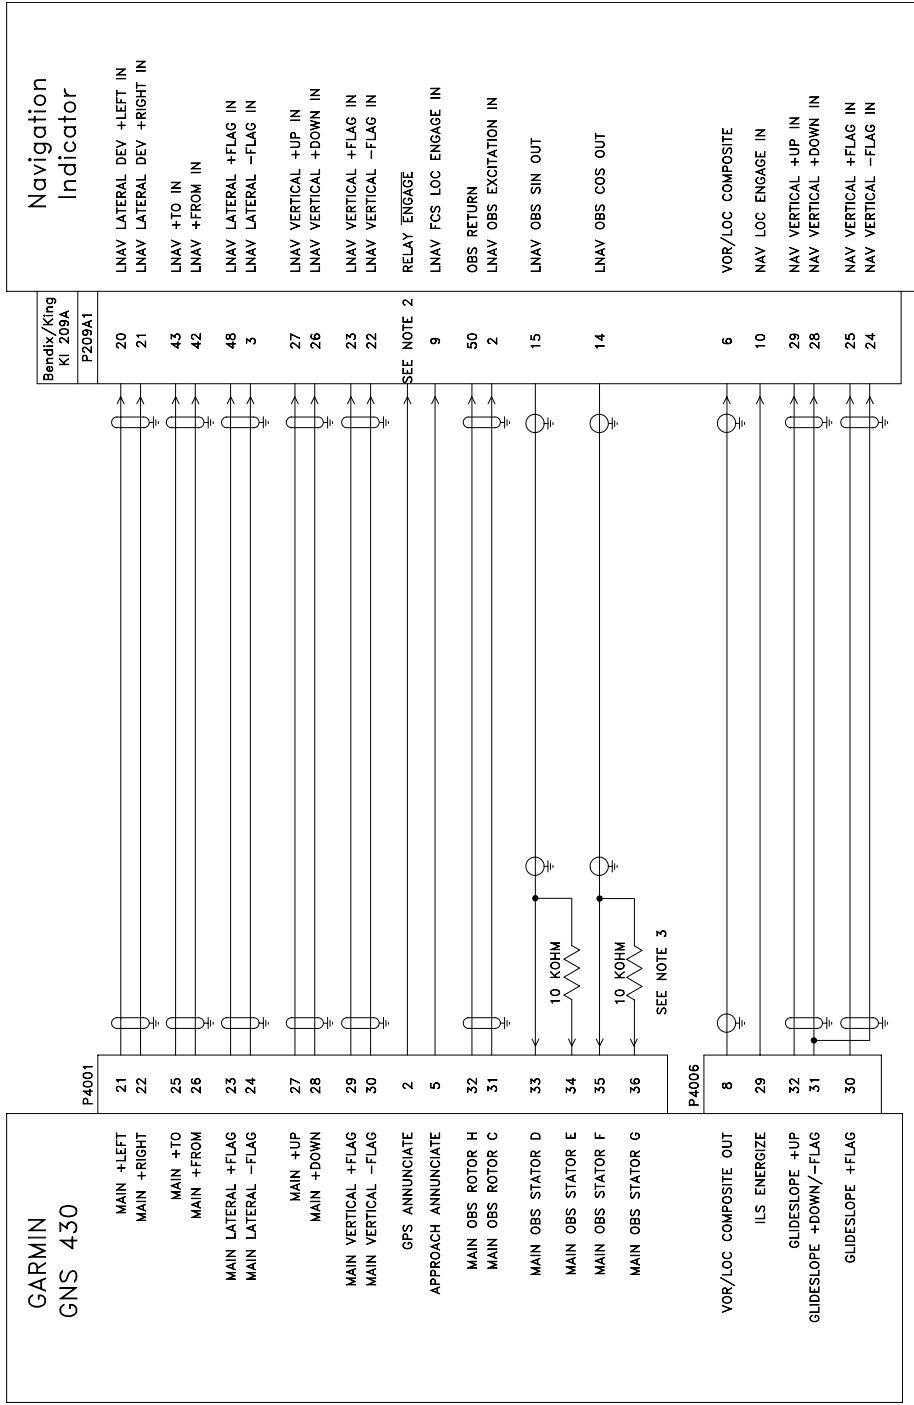 GARMIN
GNS 430
P4001
MAIN +LEFT 21
MAIN +RIGHT 22
MAIN +TO 25
MAIN +FROM 26
MAIN LATERAL +FLAG 23
MAIN LATERAL -FLAG 24
MAIN +UP 27
MAIN +DOWN 28
MAIN VERTICAL +FLAG 29
MAIN VERTICAL -FLAG 30
GPS ANNUNCIATE 2
APPROACH ANNUNCIATE 5
MAIN OBS ROTOR H 32
MAIN OBS ROTOR C 31
MAIN OBS STATOR D 33
MAIN OBS STATOR E 34
MAIN OBS STATOR F 35
MAIN OBS STATOR G 36
P4006
VOR/LOC COMPOSITE OUT 8
ILS ENERGIZE 29
GLIDESLOPE +UP 32
GLIDESLOPE +DOWN/-FLAG 31
GLIDESLOPE +FLAG 30
10 KOHM
10 KOHM
SEE NOTE 3
Navigation
Indicator
Bendix/King
KI 209A
P209A1
20 LNAV LATERAL DEV +LEFT IN
21 LNAV LATERAL DEV +RIGHT IN
43 LNAV +TO IN
42 LNAV +FROM IN
48 LNAV LATERAL +FLAG IN
3 LNAV LATERAL -FLAG IN
27 LNAV VERTICAL +UP IN
26 LNAV VERTICAL +DOWN IN
23 LNAV VERTICAL +FLAG IN
22 LNAV VERTICAL -FLAG IN
SEE NOTE 2 RELAY ENGAGE
9 LNAV FCS LOC ENGAGE IN
50 OBS RETURN
2 LNAV OBS EXCITATION IN
15 LNAV OBS SIN OUT
14 LNAV OBS COS OUT
6 VOR/LOC COMPOSITE
10 NAV LOC ENGAGE IN
29 NAV VERTICAL +UP IN
28 NAV VERTICAL +DOWN IN
25 NAV VERTICAL +FLAG IN
24 NAV VERTICAL -FLAG IN